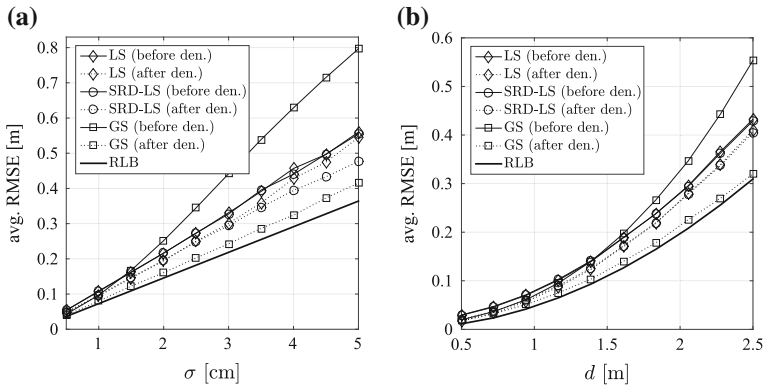 (a)
avg. RMSE [m]
0.8
0.7
0.6
0.5
0.4
0.3
0.2
0.1
0
LS (before den.)
LS (after den.)
SRD-LS (before den.)
SRD-LS (after den.)
GS (before den.)
GS (after den.)
RLB
1 2 3 4 5
σ [cm]
(b)
avg. RMSE [m]
0.6
0.5
0.4
0.3
0.2
0.1
0
LS (before den.)
LS (after den.)
SRD-LS (before den.)
SRD-LS (after den.)
GS (before den.)
GS (after den.)
RLB
0.5 1 1.5 2 2.5
d [m]